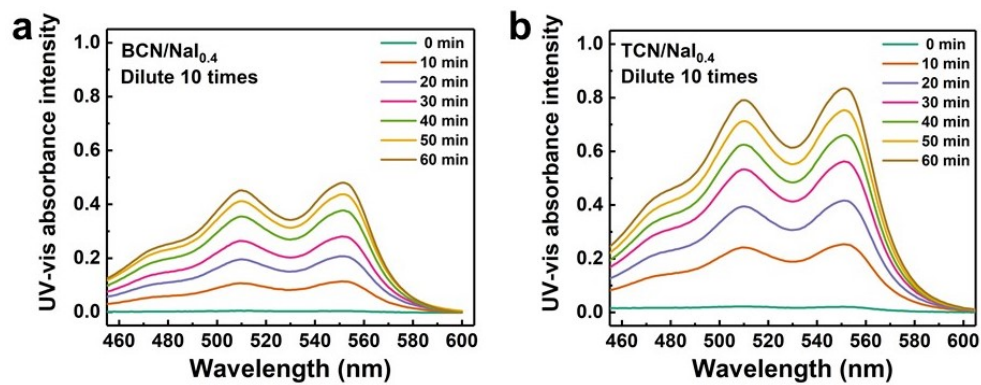 a
BCN/NaI0.4
Dilute 10 times
0 min
10 min
20 min
30 min
40 min
50 min
60 min
UV-vis absorbance intensity
1.0
0.8
0.6
0.4
0.2
0.0
460 480 500 520 540 560 580 600
Wavelength (nm)
b
TCN/NaI0.4
Dilute 10 times
0 min
10 min
20 min
30 min
40 min
50 min
60 min
UV-vis absorbance intensity
1.0
0.8
0.6
0.4
0.2
0.0
460 480 500 520 540 560 580 600
Wavelength (nm)